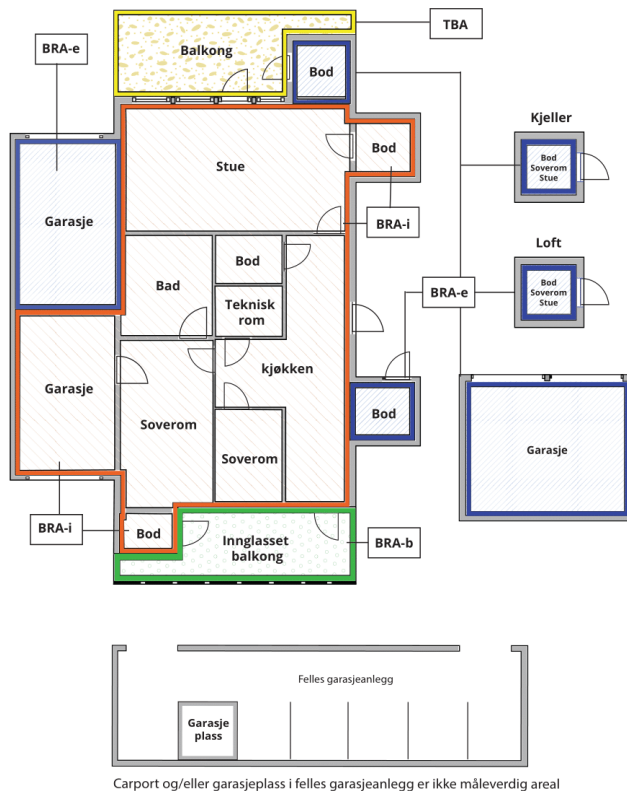 TBA
BRA-e
Balkong
Bod
Kjeller
Bod
Soverom
Stue
Stue
Bod
Garasje
BRA-i
Loft
Bod
Soverom
Stue
Bod
Bad
BRA-e
Teknisk
rom
Garasje
kjøkken
Bod
Soverom
Garasje
Soverom
BRA-i
Bod
Innglasset
balkong
BRA-b
Felles garasjeanlegg
Garasje
plass
Carport og/eller garasjeplass i felles garasjeanlegg er ikke måleverdig areal